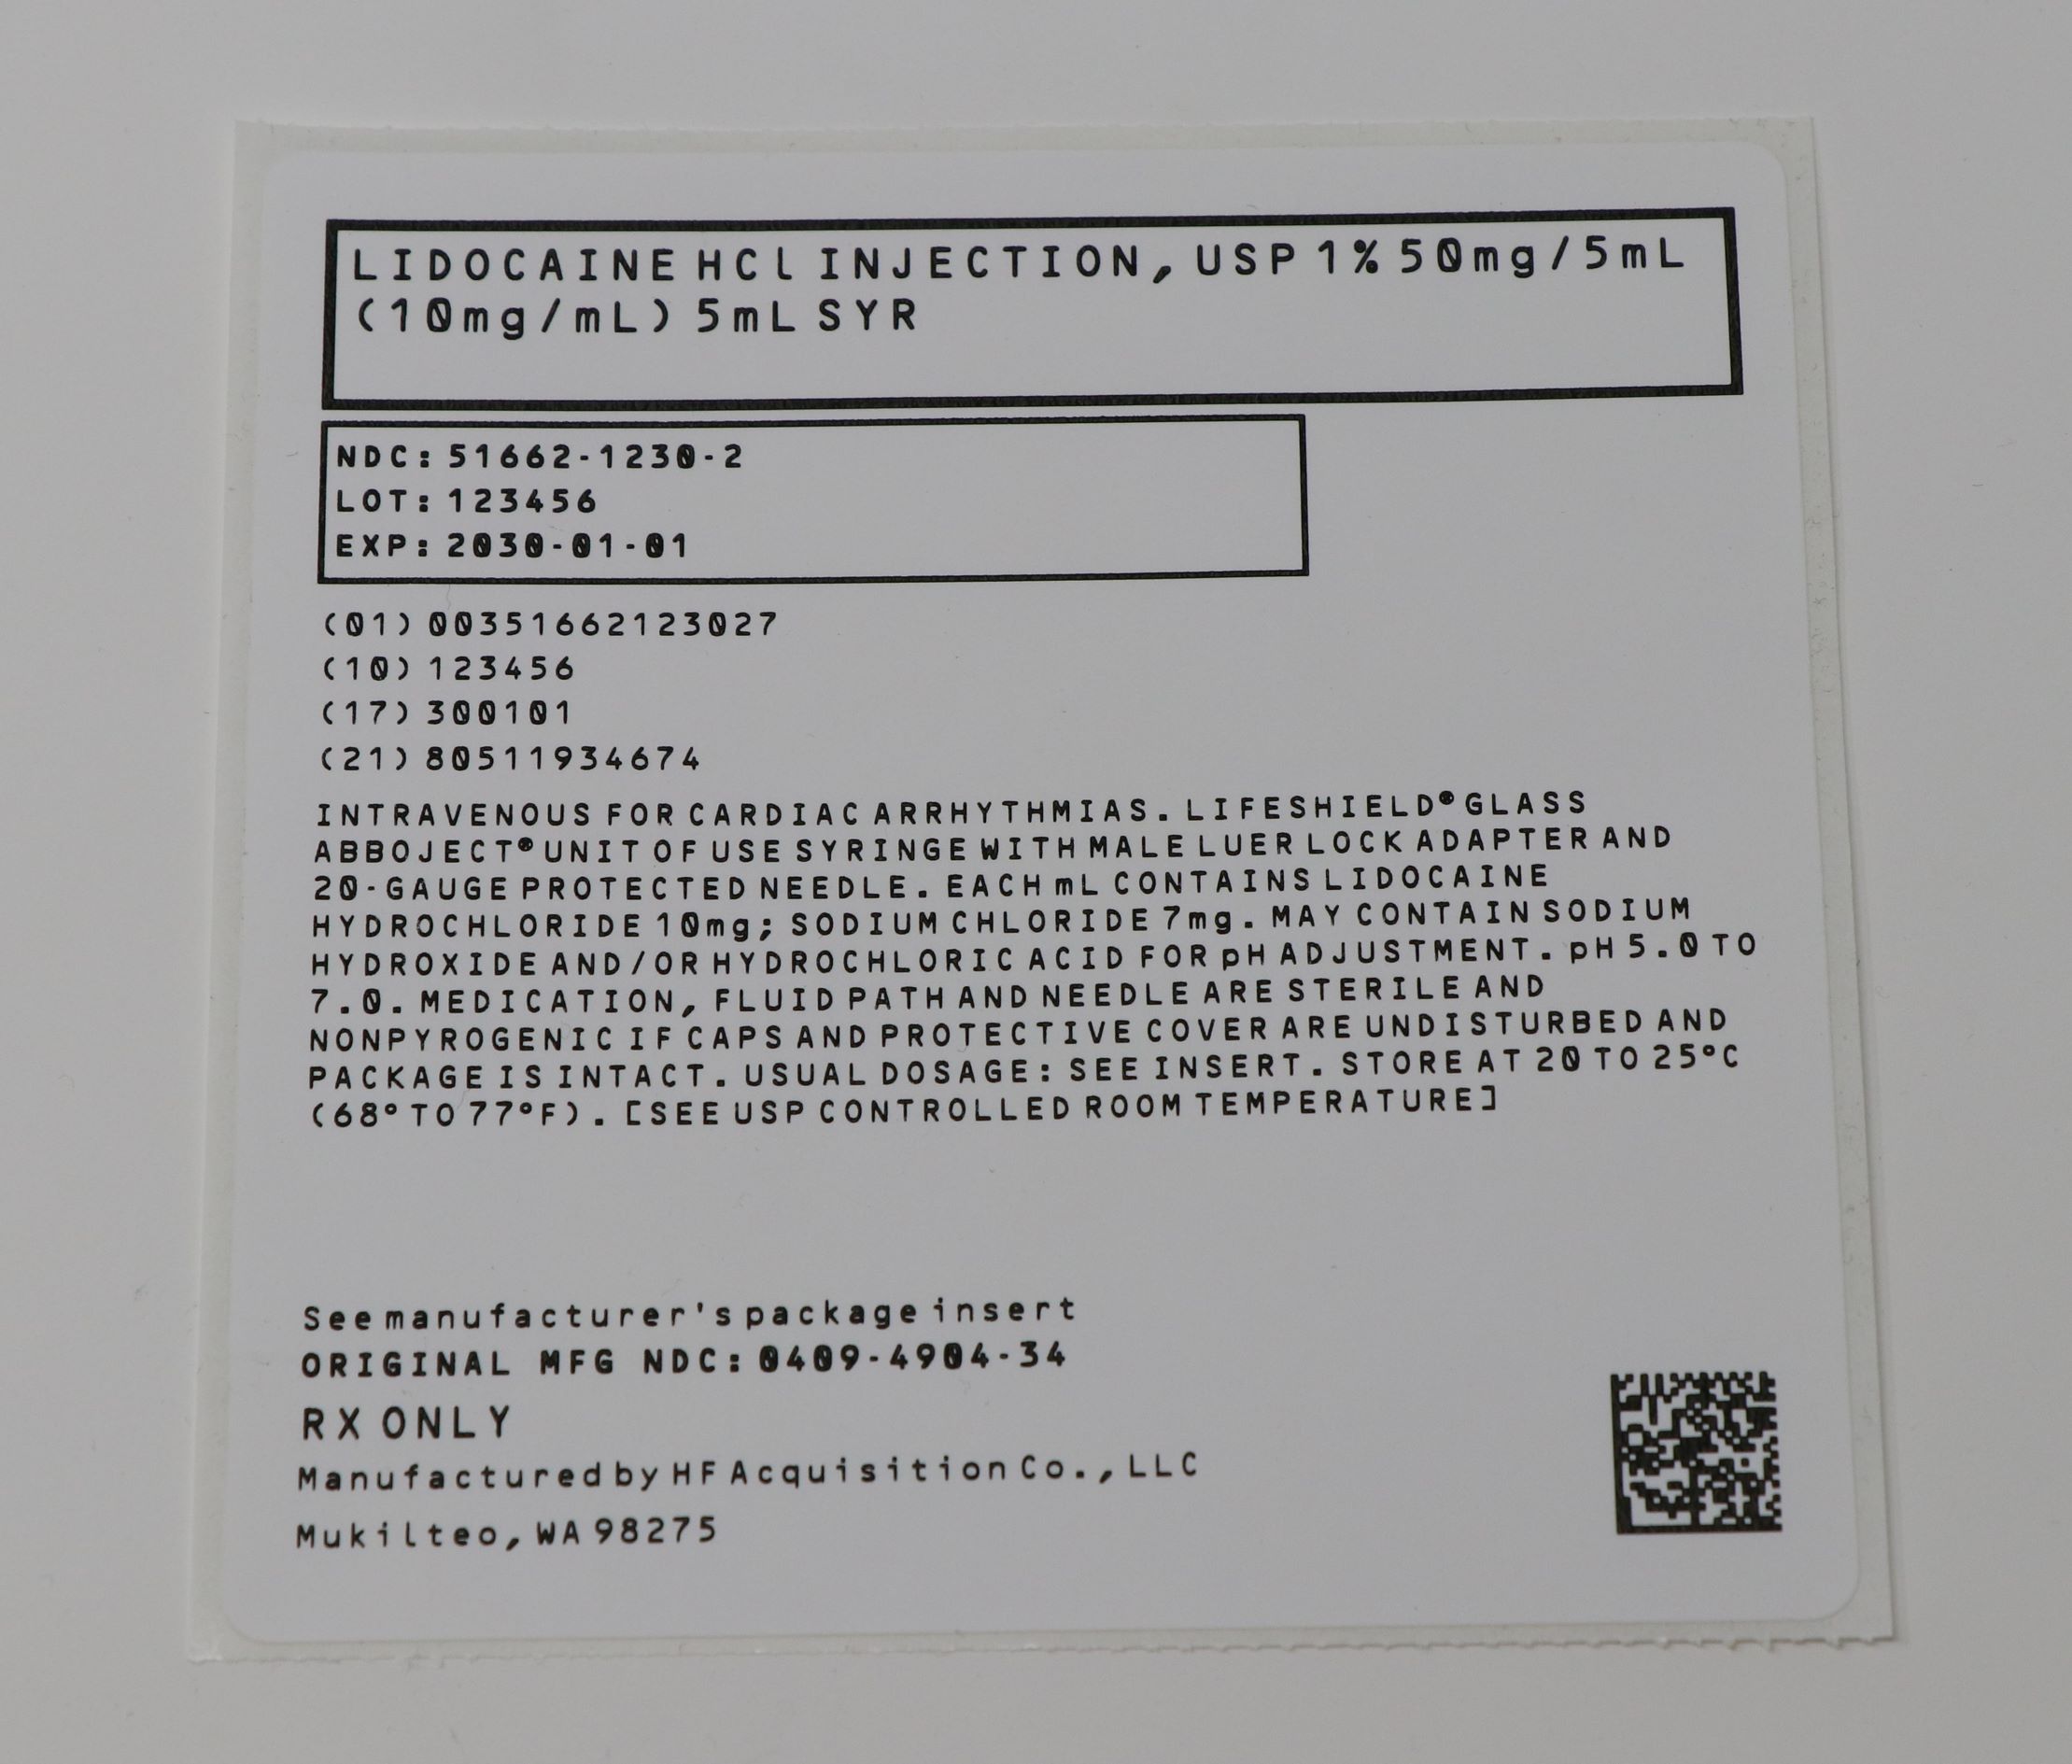 LIDOCAINE HCL INJECTION, USP 1% 50mg/5mL
(10mg/mL) 5mL SYR
NDC: 51662-1230-2
LOT: 123456
EXP: 2030-01-01
(01) 00351662123027
(10) 123456
(17) 300101
(21) 80511934674
INTRAVENOUS FOR CARDIAC ARRHYTHMIAS. LIFESHIELD® GLASS
ABBOJECT® UNIT OF USE SYRINGE WITH MALE LUER LOCK ADAPTER AND
20-GAUGE PROTECTED NEEDLE. EACH mL CONTAINS LIDOCAINE
HYDROCHLORIDE 10mg; SODIUM CHLORIDE 7mg. MAY CONTAIN SODIUM
HYDROXIDE AND/OR HYDROCHLORIC ACID FOR pH ADJUSTMENT. pH 5.0 TO
7.0. MEDICATION, FLUID PATH AND NEEDLE ARE STERILE AND
NONPYROGENIC IF CAPS AND PROTECTIVE COVER ARE UNDISTURBED AND
PACKAGE IS INTACT. USUAL DOSAGE: SEE INSERT. STORE AT 20 TO 25°C
(68° TO 77°F). [SEE USP CONTROLLED ROOM TEMPERATURE]
See manufacturer's package insert
ORIGINAL MFG NDC: 0409-4904-34
RX ONLY
Manufactured by HF Acquisition Co., LLC
Mukilteo, WA 98275